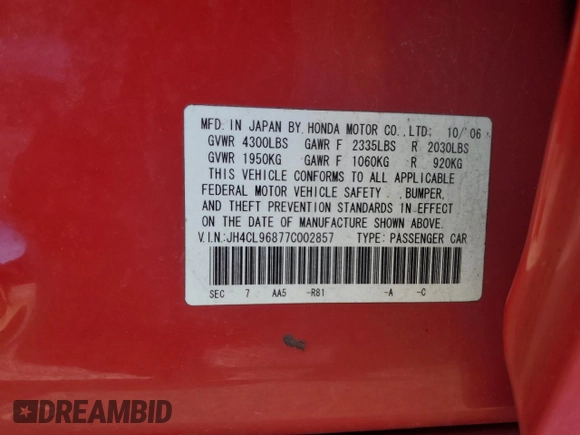 MFD. IN JAPAN BY HONDA MOTOR CO., LTD; 10/'06
GVWR 4300LBS GAWR F 2335LBS R 2030LBS
GVWR 1950KG GAWR F 1060KG R 920KG
THIS VEHICLE CONFORMS TO ALL APPLICABLE
FEDERAL MOTOR VEHICLE SAFETY , BUMPER,
AND THEFT PREVENTION STANDARDS IN EFFECT
ON THE DATE OF MANUFACTURE SHOWN ABOVE.
V.I.N:JH4CL96877C002857 TYPE: PASSENGER CAR
SEC 7 AA5 -R81 -A -C
DREAMBID